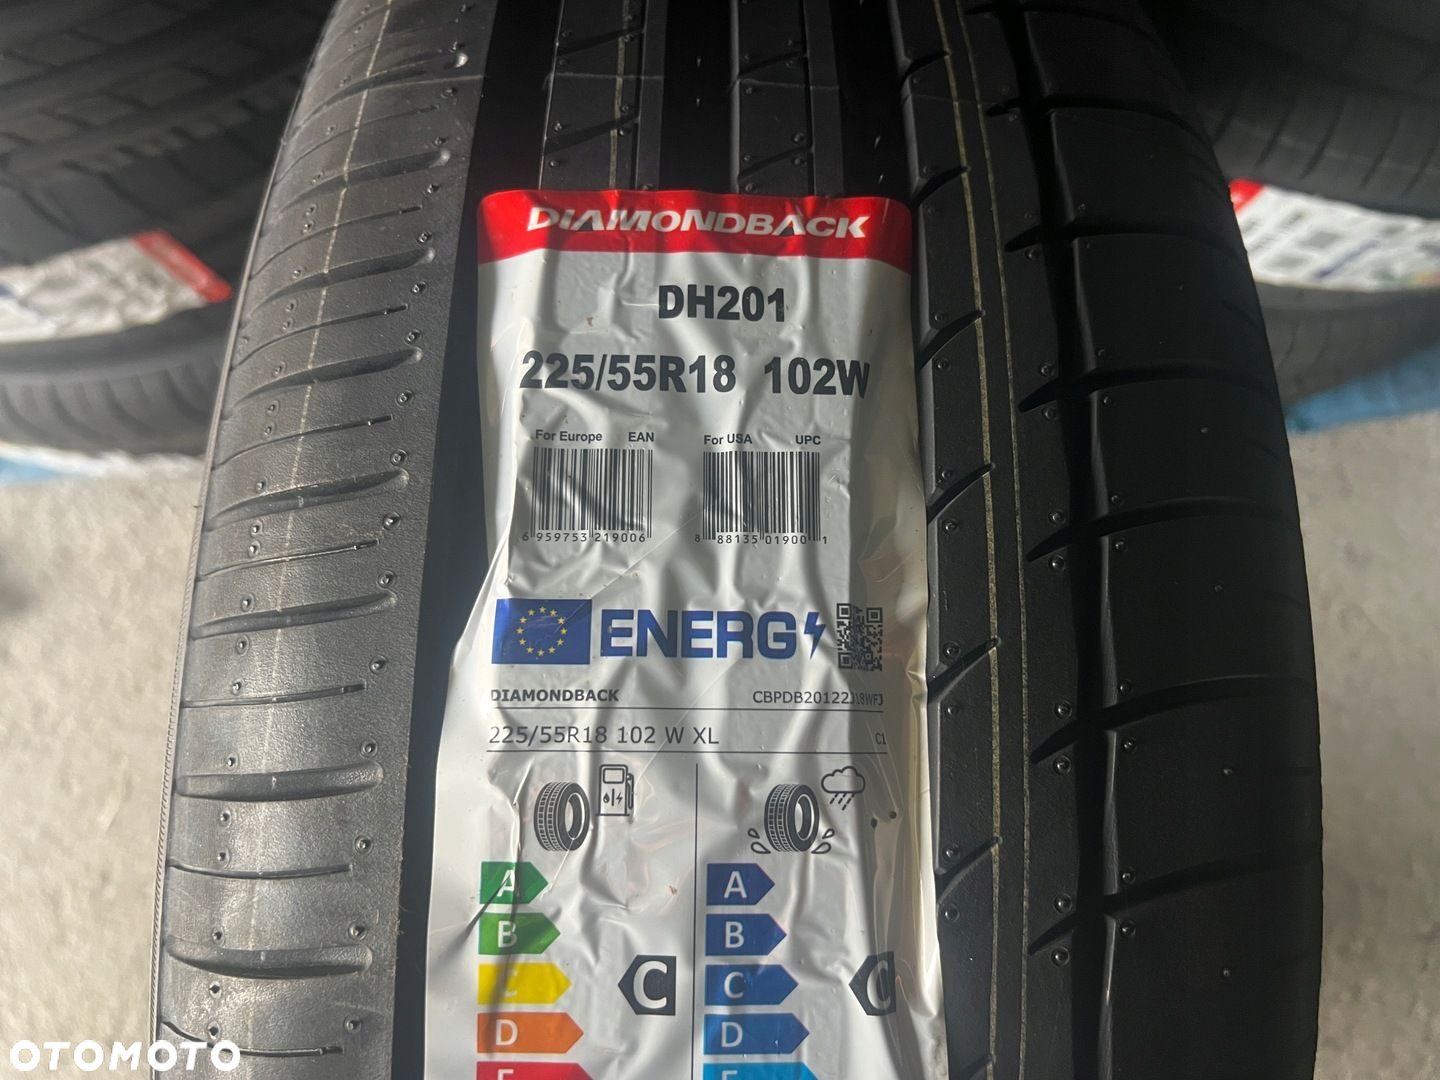 DIAMONDBACK
DH201
225/55R18 102W
For Europe EAN
For USA UPC
6 959753 219006
8 88135 01900 1
ENERG
DIAMONDBACK
CBPDB20122J18WFJ
225/55R18 102 W XL
C1
A
A
B
B
C
C
C
C
D
D
E
E
OTOMOTO